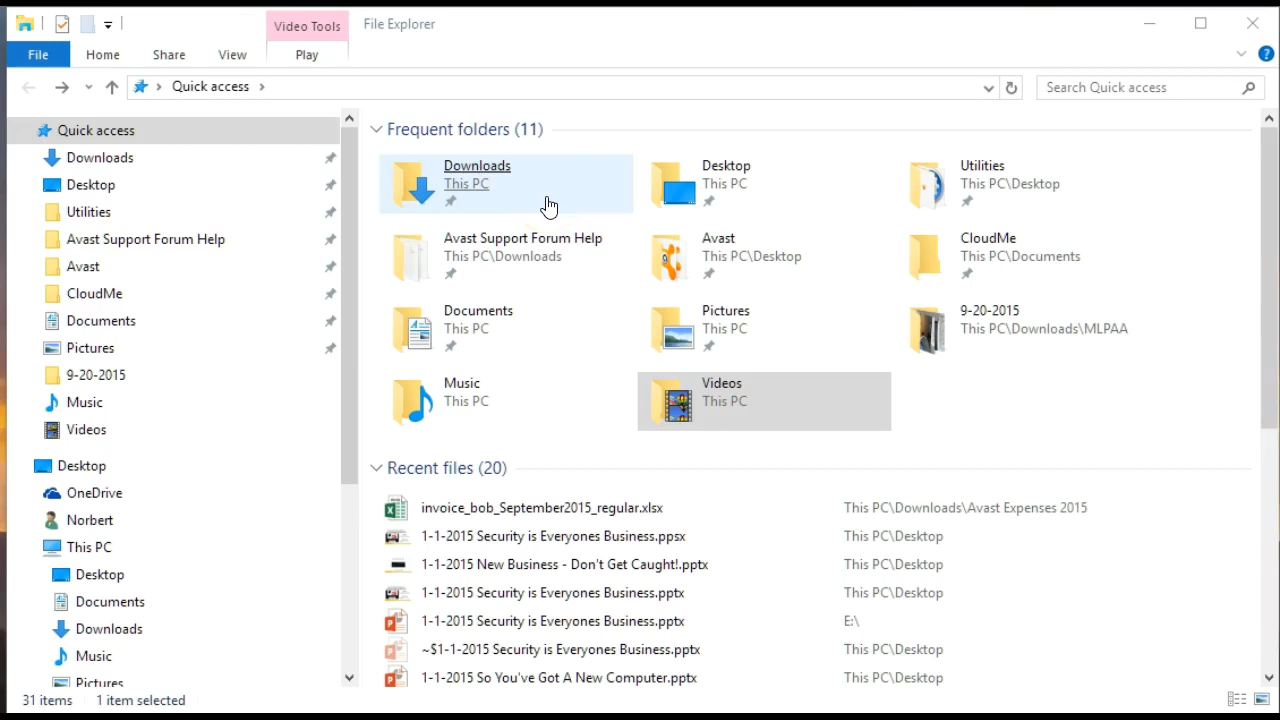 Video Tools
File Explorer
File
Home
Share
View
Play
Quick access
Search Quick access
Quick access
Downloads
Desktop
Utilities
Avast Support Forum Help
Avast
CloudMe
Documents
Pictures
9-20-2015
Music
Videos
Desktop
OneDrive
Norbert
This PC
Desktop
Documents
Downloads
Music
Pictures
Frequent folders (11)
Downloads
This PC
Desktop
This PC
Utilities
This PC\Desktop
Avast Support Forum Help
This PC\Downloads
Avast
This PC\Desktop
CloudMe
This PC\Documents
Documents
This PC
Pictures
This PC
9-20-2015
This PC\Downloads\MLPAA
Music
This PC
Videos
This PC
Recent files (20)
invoice_bob_September2015_regular.xlsx This PC\Downloads\Avast Expenses 2015
1-1-2015 Security is Everyones Business.ppsx This PC\Desktop
1-1-2015 New Business - Don't Get Caught!.pptx This PC\Desktop
1-1-2015 Security is Everyones Business.pptx This PC\Desktop
1-1-2015 Security is Everyones Business.pptx E:\
~$1-1-2015 Security is Everyones Business.pptx This PC\Desktop
1-1-2015 So You've Got A New Computer.pptx This PC\Desktop
31 items 1 item selected